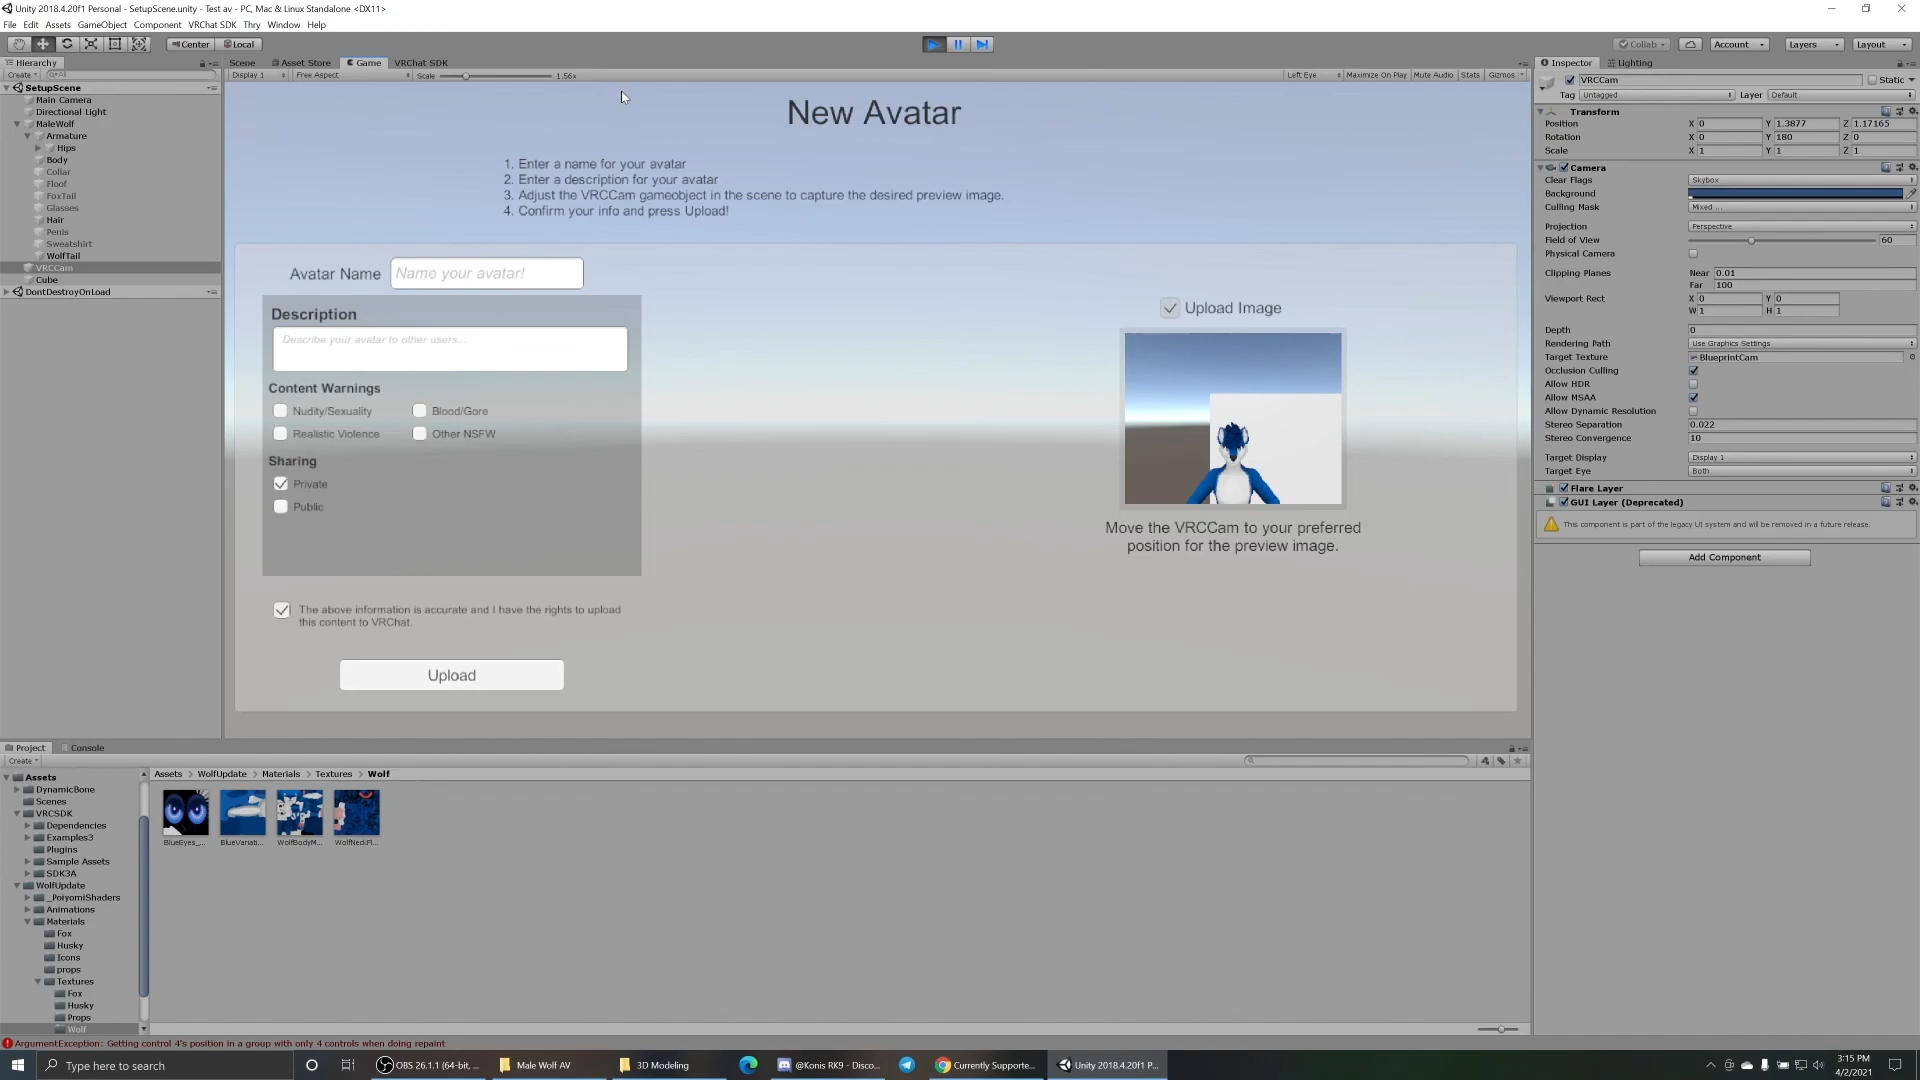 Unity 2018.4.20f1 Personal - SetupScene.unity - Test av - PC, Mac & Linux Standalone <DX11>
File Edit Assets GameObject Component VRChat SDK Thry Window Help
Center Local Collab Account Layers Layout
Hierarchy
Create
SetupScene
Main Camera
Directional Light
MaleWolf
Armature
Hips
Body
Collar
Floof
FoxTail
Glasses
Hair
Penis
Sweatshirt
WolfTail
VRCCam
Cube
DontDestroyOnLoad
Scene Asset Store Game VRChat SDK
Display 1 Free Aspect Scale 1.56x Left Eye Maximize On Play Mute Audio Stats Gizmos
New Avatar
1. Enter a name for your avatar
2. Enter a description for your avatar
3. Adjust the VRCCam gameobject in the scene to capture the desired preview image.
4. Confirm your info and press Upload!
Avatar Name Name your avatar!
Description
Describe your avatar to other users...
Content Warnings
Nudity/Sexuality Blood/Gore
Realistic Violence Other NSFW
Sharing
Private
Public
The above information is accurate and I have the rights to upload
this content to VRChat.
Upload
Upload Image
Move the VRCCam to your preferred
position for the preview image.
Inspector Lighting
VRCCam Static
Tag Untagged Layer Default
Transform
Position X 0 Y 1.3877 Z 1.17165
Rotation X 0 Y 180 Z 0
Scale X 1 Y 1 Z 1
Camera
Clear Flags Skybox
Background
Culling Mask Mixed ...
Projection Perspective
Field of View 60
Physical Camera
Clipping Planes Near 0.01
Far 100
Viewport Rect X 0 Y 0
W 1 H 1
Depth 0
Rendering Path Use Graphics Settings
Target Texture BlueprintCam
Occlusion Culling
Allow HDR
Allow MSAA
Allow Dynamic Resolution
Stereo Separation 0.022
Stereo Convergence 10
Target Display Display 1
Target Eye Both
Flare Layer
GUI Layer (Deprecated)
This component is part of the legacy UI system and will be removed in a future release.
Add Component
Project Console
Create
Assets
DynamicBone
Scenes
VRCSDK
Dependencies
Examples3
Plugins
Sample Assets
SDK3A
WolfUpdate
_PoiyomiShaders
Animations
Materials
Fox
Husky
Icons
props
Textures
Fox
Husky
Props
Wolf
Assets > WolfUpdate > Materials > Textures > Wolf
BlueEyes_... BlueVariati... WolfBodyM... WolfNeckFl...
ArgumentException: Getting control 4's position in a group with only 4 controls when doing repaint
Type here to search
OBS 26.1.1 (64-bit, ... Male Wolf AV 3D Modeling @Konis RK9 - Disco... Currently Supporte... Unity 2018.4.20f1 P...
3:15 PM
4/2/2021